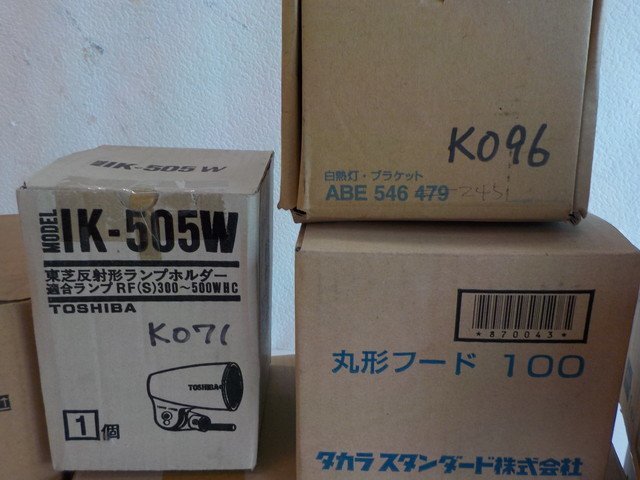 IK-505W
MODEL IK-505W
東芝反射形ランプホルダー
適合ランプRF(S)300〜500WHC
TOSHIBA
K071
TOSHIBA
1個
K096
白熱灯・ブラケット
ABE 546 479
*870043*
丸形フード 100
タカラスタンダード株式会社